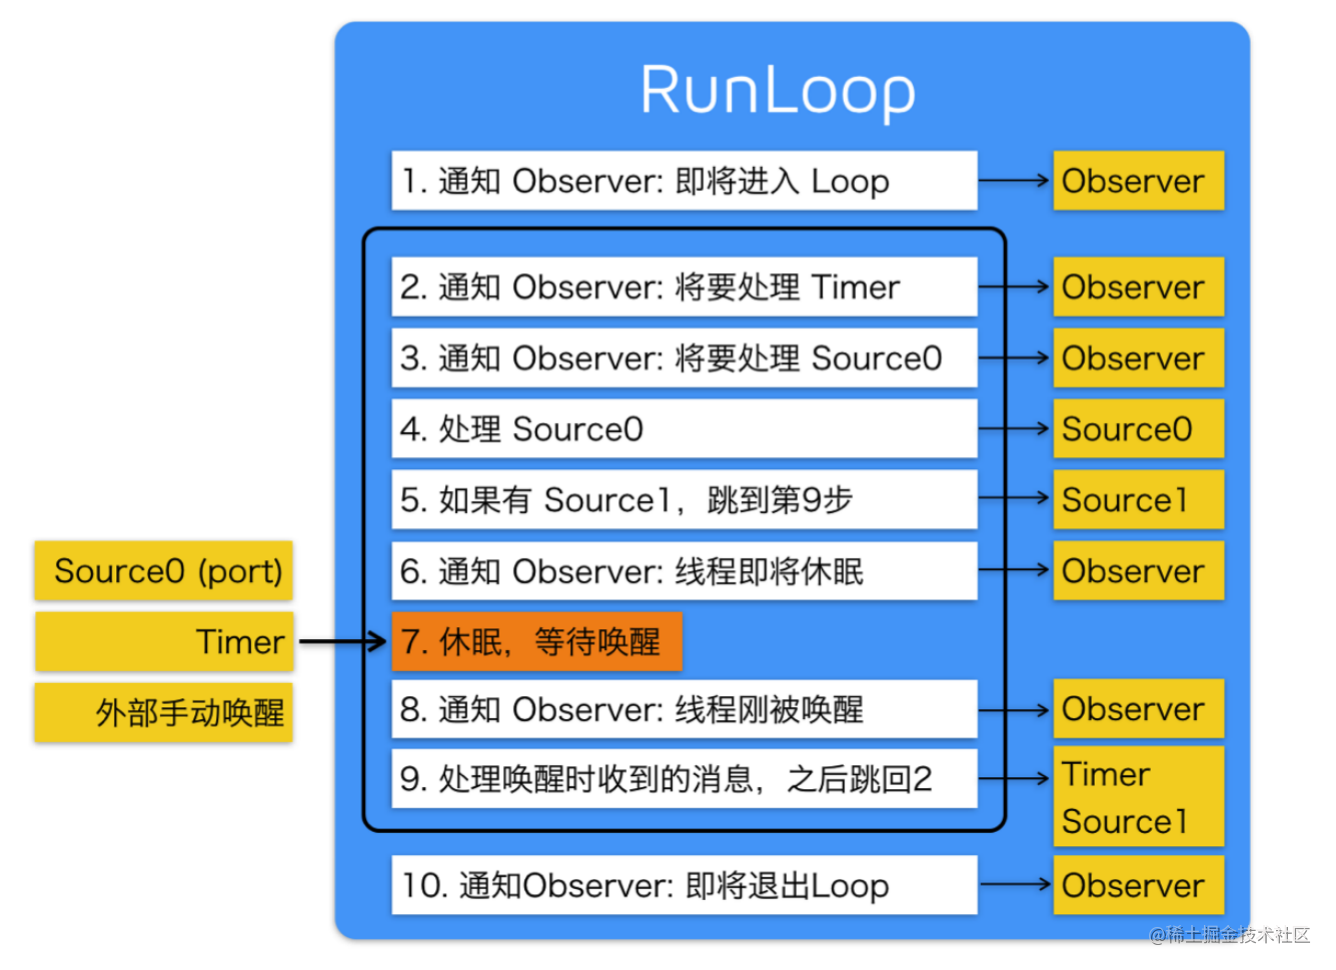 RunLoop
1. 通知 Observer: 即将进入 Loop
Observer
2. 通知 Observer: 将要处理 Timer
Observer
3. 通知 Observer: 将要处理 Source0
Observer
4. 处理 Source0
Source0
5. 如果有 Source1，跳到第9步
Source1
Source0 (port)
6. 通知 Observer: 线程即将休眠
Observer
Timer
7. 休眠，等待唤醒
外部手动唤醒
8. 通知 Observer: 线程刚被唤醒
Observer
9. 处理唤醒时收到的消息，之后跳回2
Timer
Source1
10. 通知Observer: 即将退出Loop
Observer
@稀土掘金技术社区